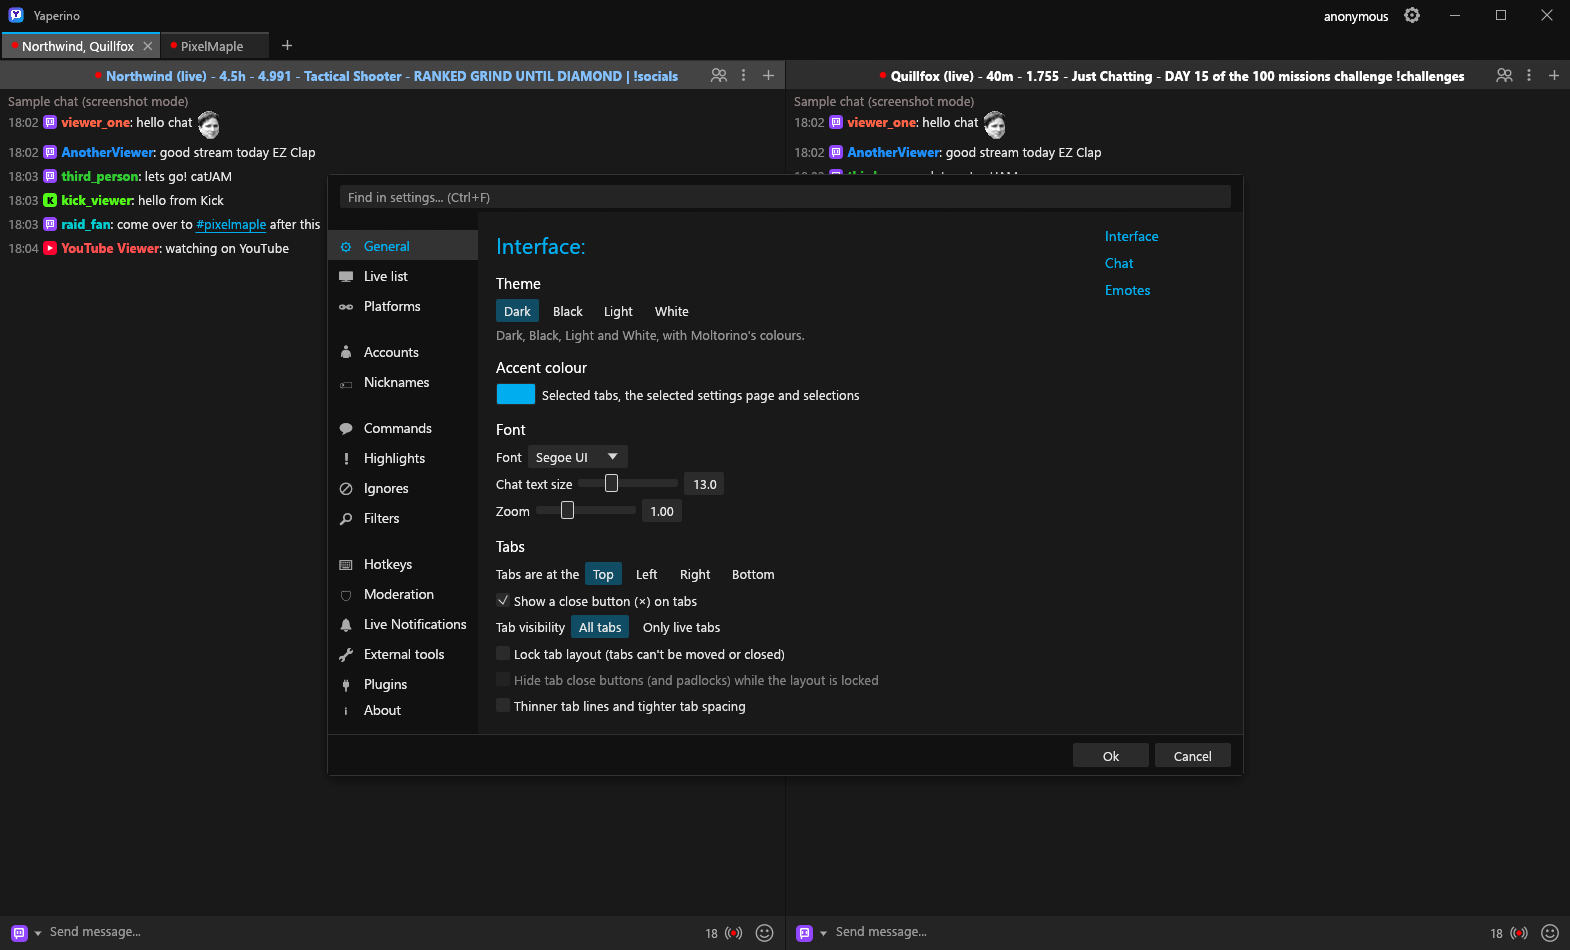 Yaperino
anonymous
Northwind, Quillfox
PixelMaple
Northwind (live) - 4.5h - 4.991 - Tactical Shooter - RANKED GRIND UNTIL DIAMOND | !socials
Quillfox (live) - 40m - 1.755 - Just Chatting - DAY 15 of the 100 missions challenge !challenges
Sample chat (screenshot mode)
18:02 viewer_one: hello chat
18:02 AnotherViewer: good stream today EZ Clap
18:03 third_person: lets go! catJAM
18:03 kick_viewer: hello from Kick
18:03 raid_fan: come over to #pixelmaple after this
18:04 YouTube Viewer: watching on YouTube
Sample chat (screenshot mode)
18:02 viewer_one: hello chat
18:02 AnotherViewer: good stream today EZ Clap
Find in settings... (Ctrl+F)
General
Live list
Platforms
Accounts
Nicknames
Commands
Highlights
Ignores
Filters
Hotkeys
Moderation
Live Notifications
External tools
Plugins
About
Interface:
Theme
Dark Black Light White
Dark, Black, Light and White, with Moltorino's colours.
Accent colour
Selected tabs, the selected settings page and selections
Font
Font Segoe UI
Chat text size 13.0
Zoom 1.00
Tabs
Tabs are at the Top Left Right Bottom
Show a close button (×) on tabs
Tab visibility All tabs Only live tabs
Lock tab layout (tabs can't be moved or closed)
Hide tab close buttons (and padlocks) while the layout is locked
Thinner tab lines and tighter tab spacing
Interface
Chat
Emotes
Ok
Cancel
Send message...
18
Send message...
18